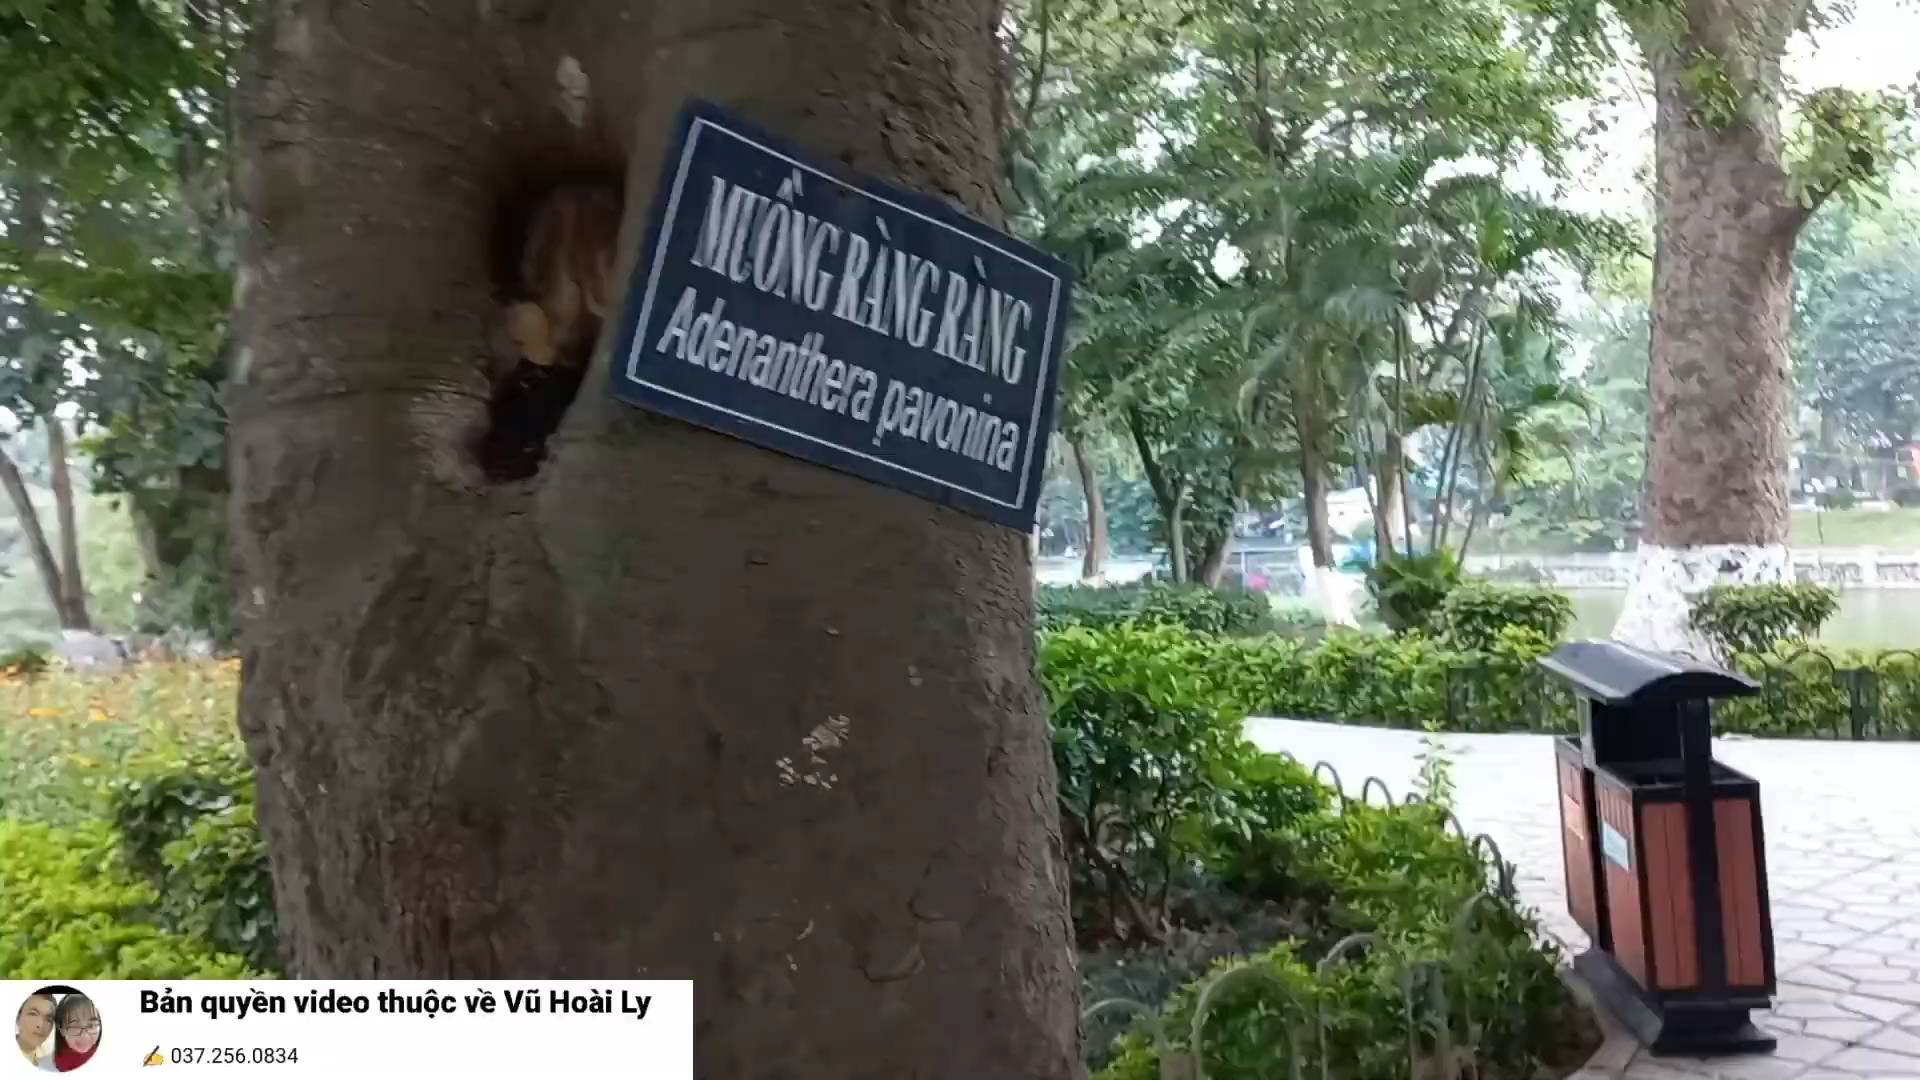 MUỒNG RÀNG RÀNG
Adenanthera pavonina
Bản quyền video thuộc về Vũ Hoài Ly
✍ 037.256.0834